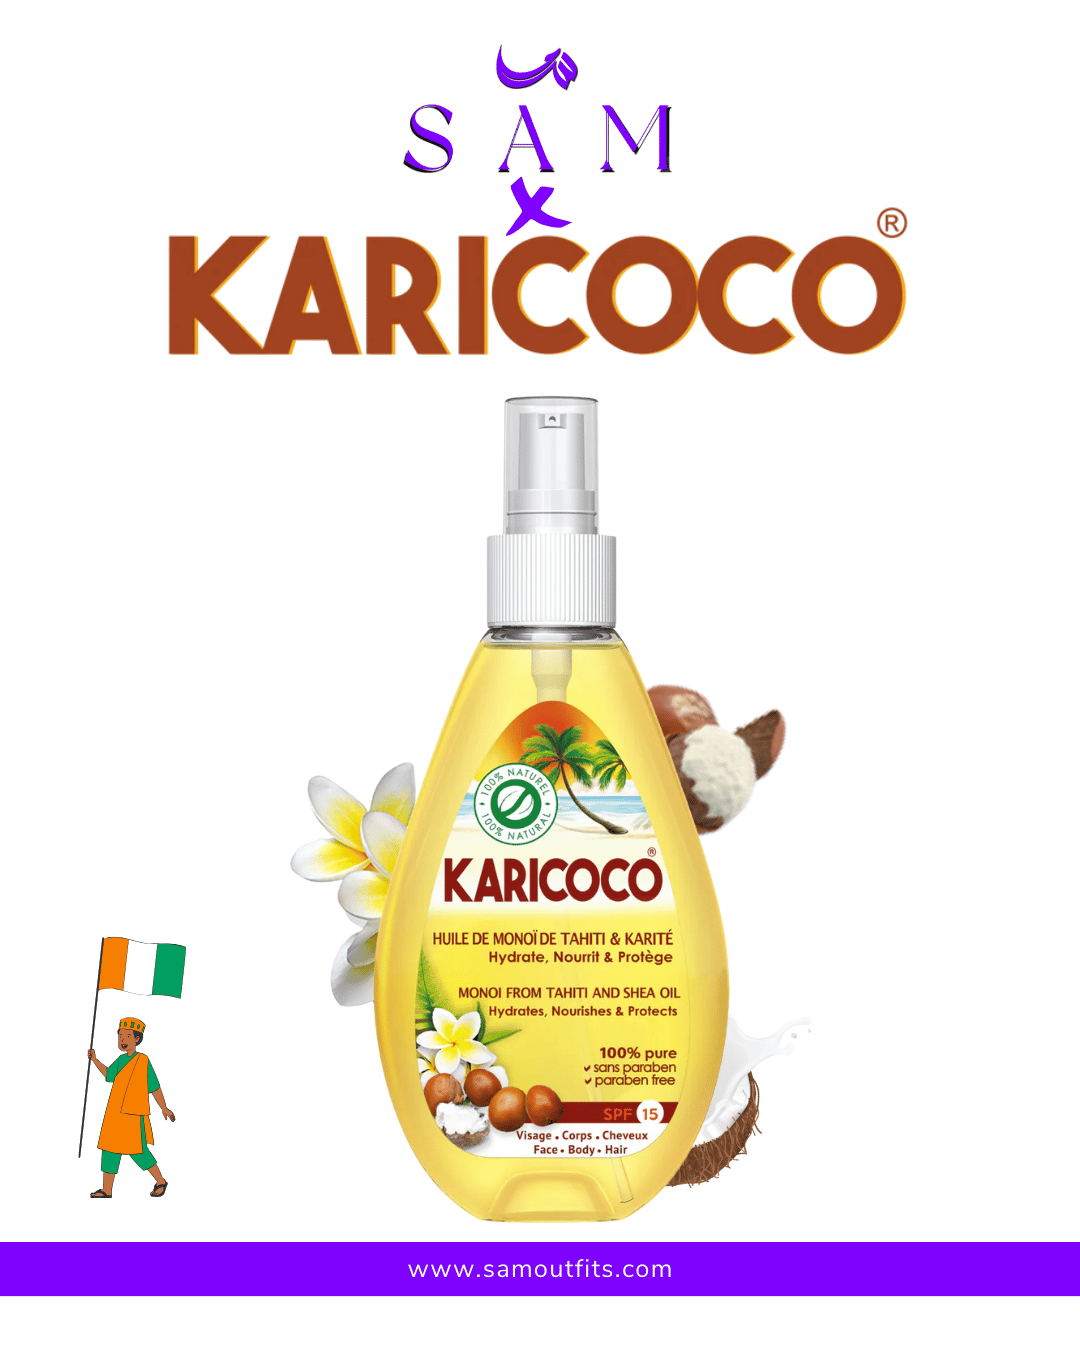 SAM
X
KARICOCO®
100% NATUREL
100% NATURAL
KARICOCO®
HUILE DE MONOÏ DE TAHITI & KARITÉ
Hydrate, Nourrit & Protège
MONOI FROM TAHITI AND SHEA OIL
Hydrates, Nourishes & Protects
100% pure
✓ sans paraben
✓ paraben free
SPF 15
Visage • Corps • Cheveux
Face • Body • Hair
www.samoutfits.com